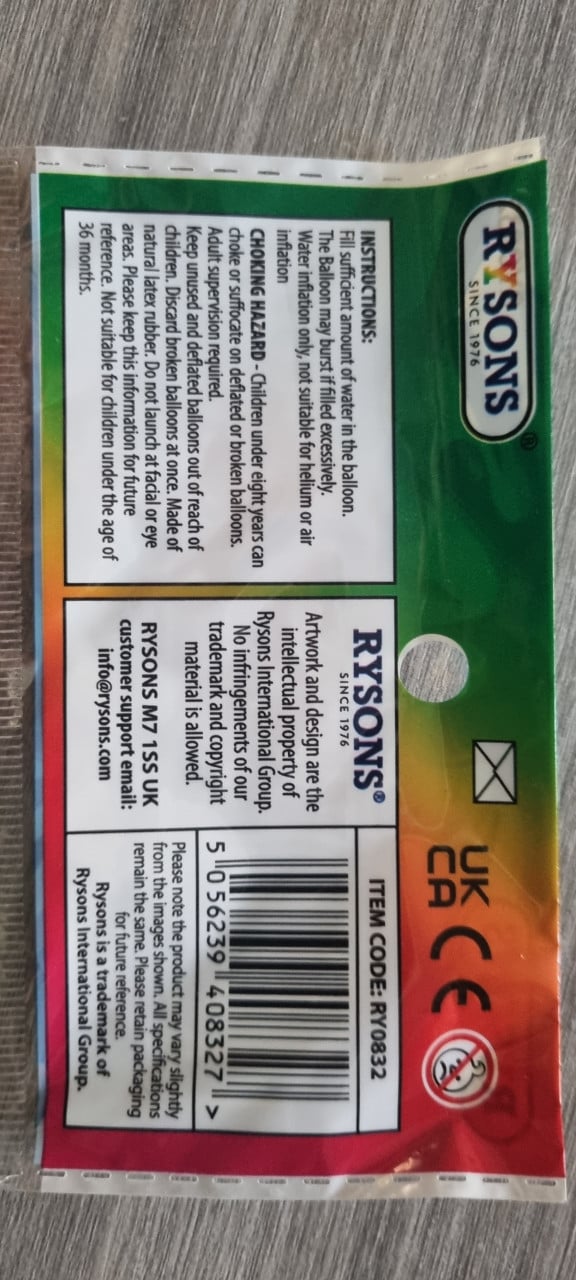 RYSONS®
SINCE 1976
UK
CA CE
INSTRUCTIONS:
Fill sufficient amount of water in the balloon.
The Balloon may burst if filled excessively.
Water inflation only, not suitable for helium or air
inflation
CHOKING HAZARD - Children under eight years can
choke or suffocate on deflated or broken balloons.
Adult supervision required.
Keep unused and deflated balloons out of reach of
children. Discard broken balloons at once. Made of
natural latex rubber. Do not launch at facial or eye
areas. Please keep this information for future
reference. Not suitable for children under the age of
36 months.
RYSONS®
SINCE 1976
Artwork and design are the
intellectual property of
Rysons International Group.
No infringements of our
trademark and copyright
material is allowed.
RYSONS M7 1SS UK
customer support email:
info@rysons.com
ITEM CODE: RY0832
5 056239 408327 >
Please note the product may vary slightly
from the images shown. All specifications
remain the same. Please retain packaging
for future reference.
Rysons is a trademark of
Rysons International Group.